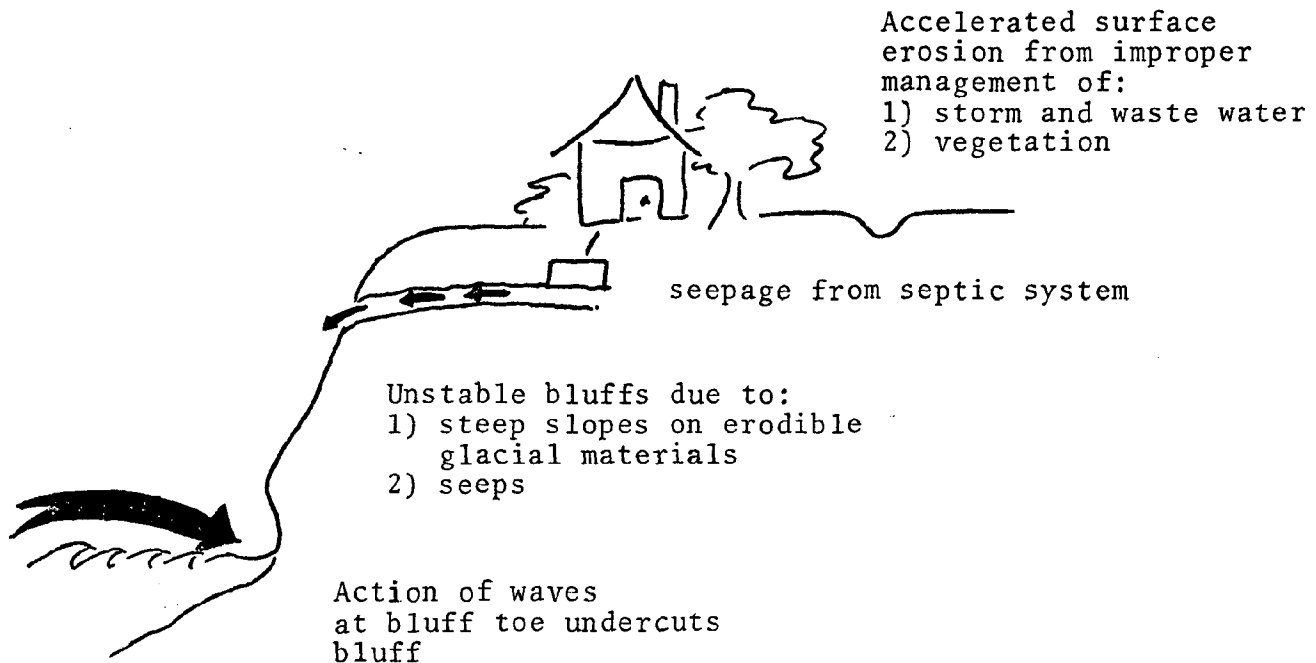 Accelerated surface
erosion from improper
management of:
1) storm and waste water
2) vegetation
seepage from septic system
Unstable bluffs due to:
1) steep slopes on erodible
glacial materials
2) seeps
Action of waves
at bluff toe undercuts
bluff